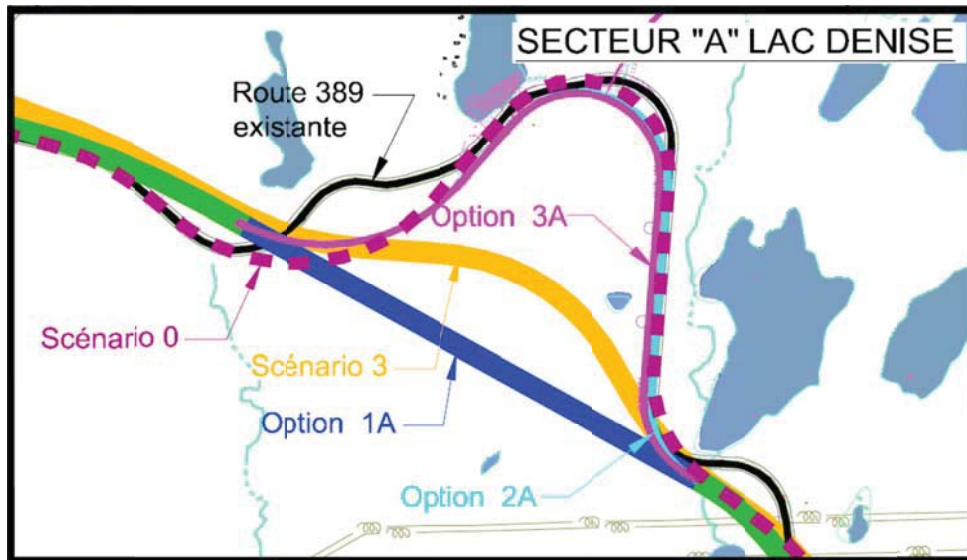 SECTEUR "A" LAC DENISE
Route 389
existante
Option 3A
Scénario 0
Scénario 3
Option 1A
Option 2A